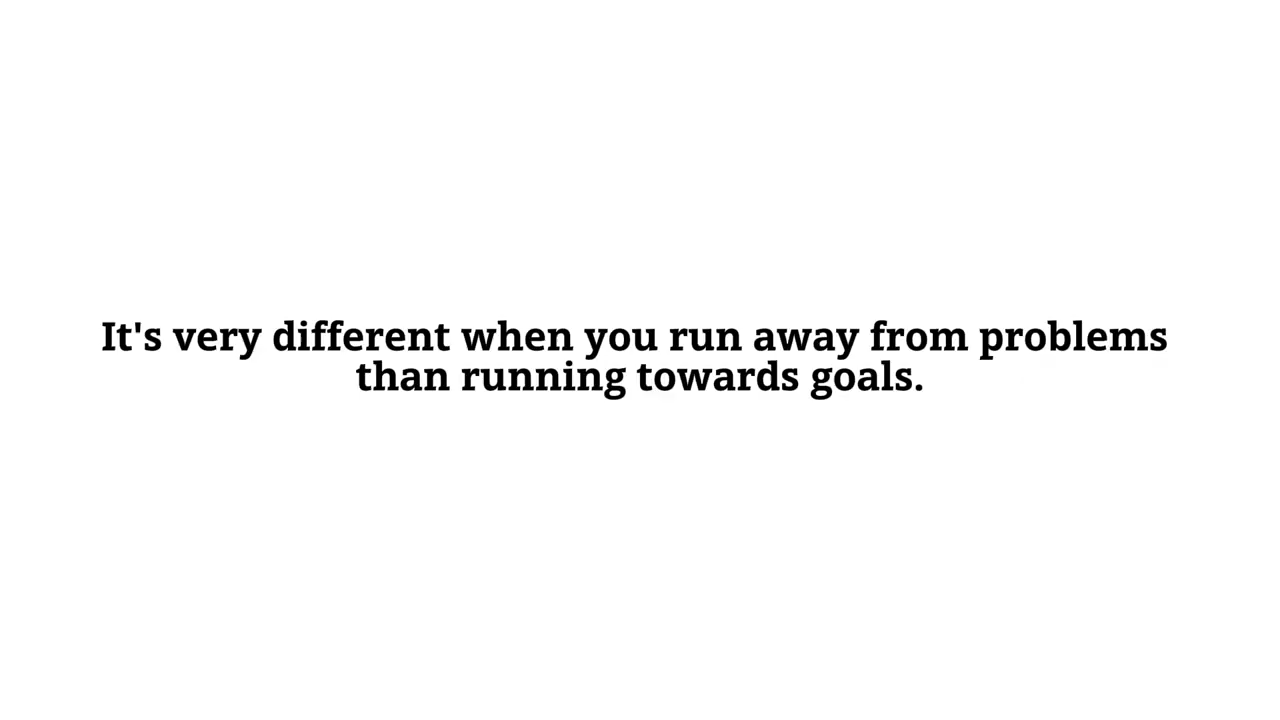 It's very different when you run away from problems
than running towards goals.